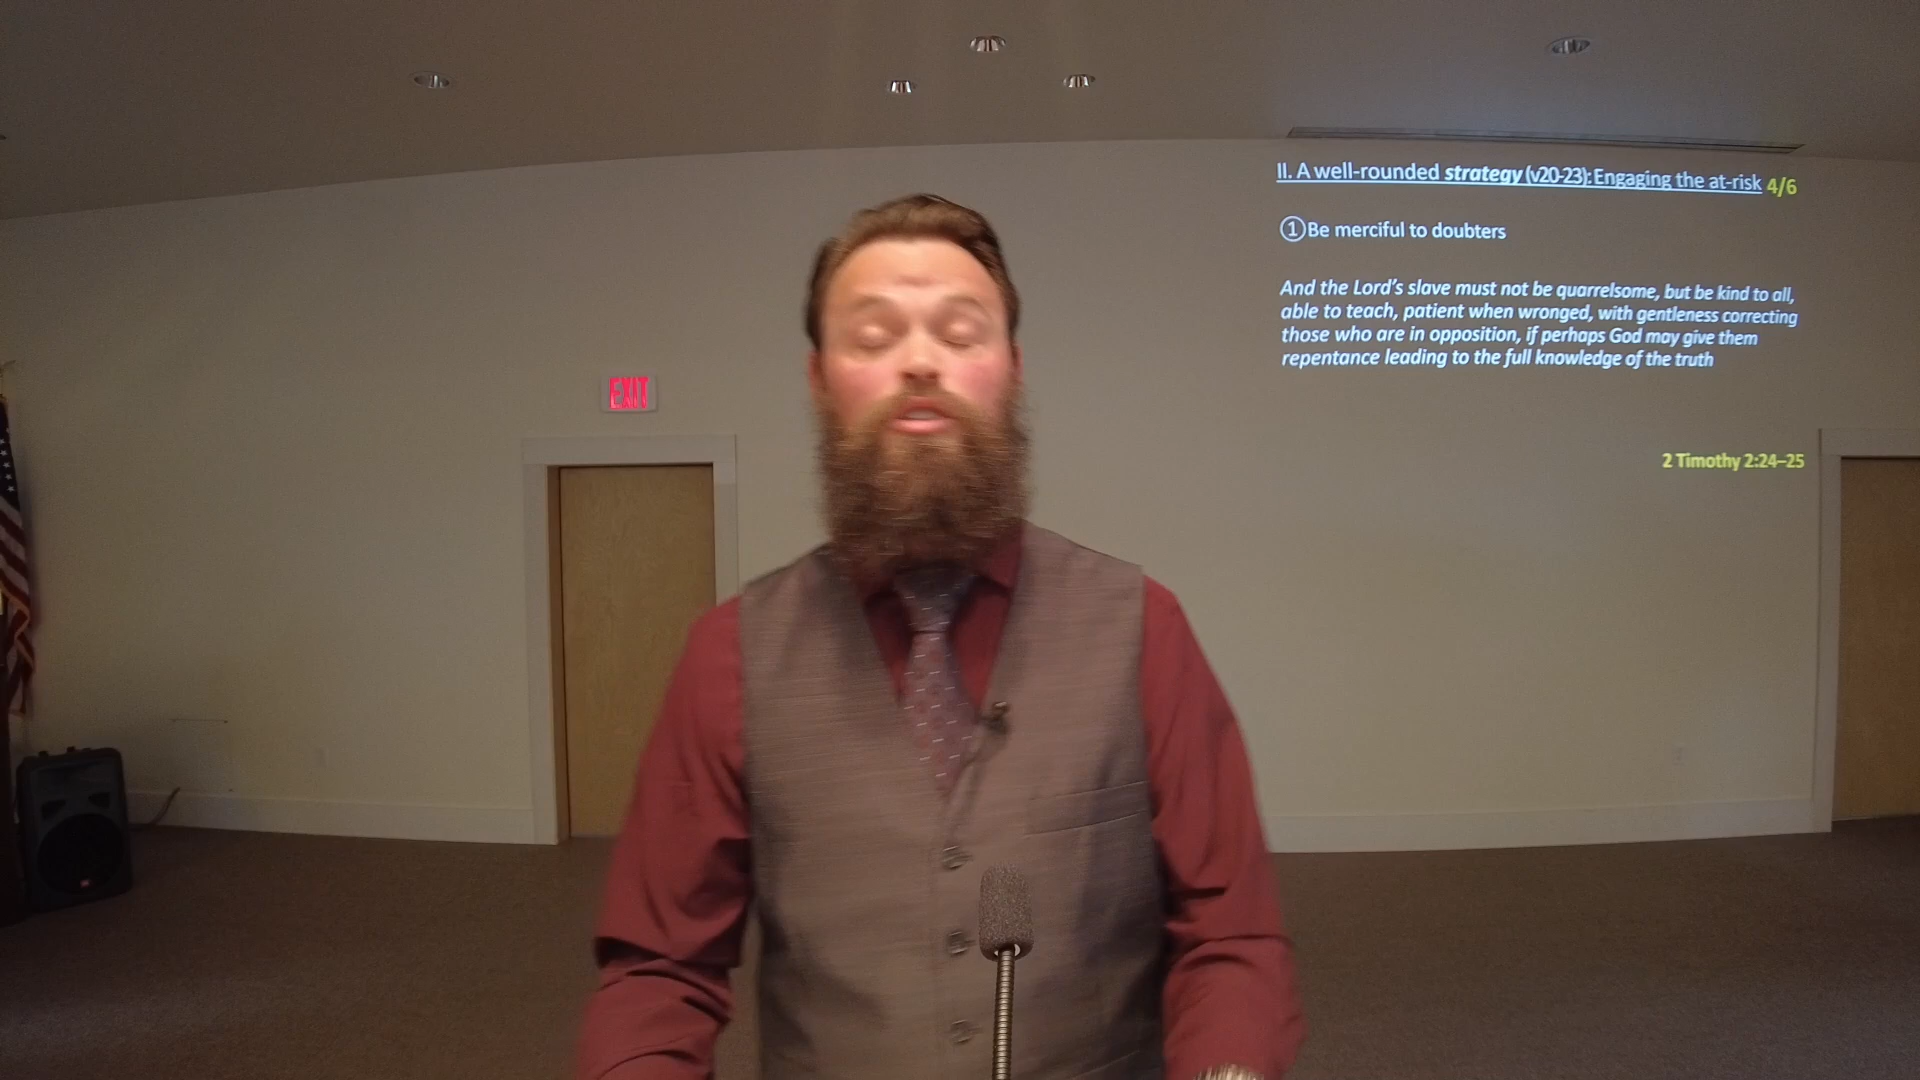 II. A well-rounded strategy (v20-23): Engaging the at-risk 4/6
①Be merciful to doubters
And the Lord's slave must not be quarrelsome, but be kind to all,
able to teach, patient when wronged, with gentleness correcting
those who are in opposition, if perhaps God may give them
repentance leading to the full knowledge of the truth
EXIT
2 Timothy 2:24–25